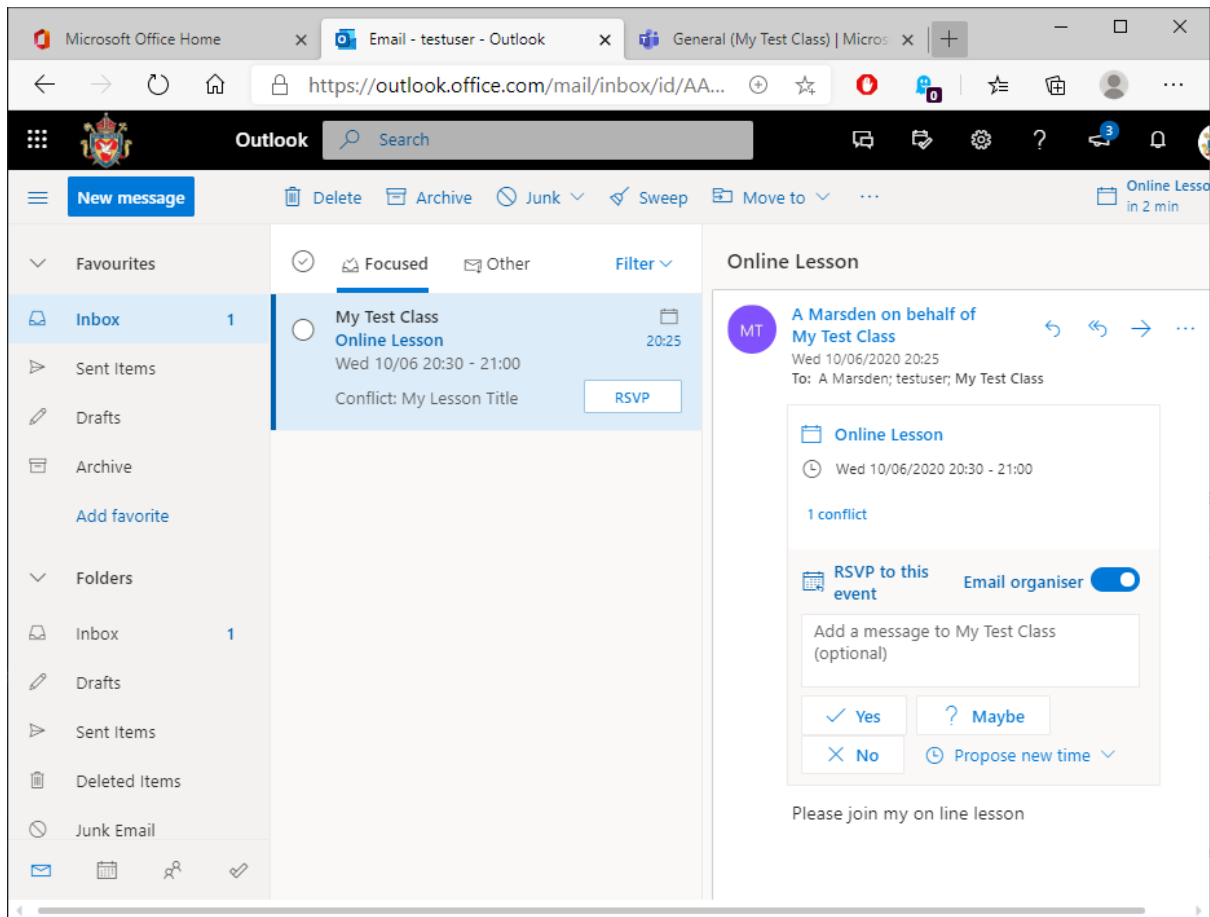 Microsoft Office Home
Email - testuser - Outlook
General (My Test Class) | Micros
https://outlook.office.com/mail/inbox/id/AA...
0
Outlook
Search
3
New message
Delete
Archive
Junk
Sweep
Move to
Online Lesso
in 2 min
Favourites
Inbox 1
Sent Items
Drafts
Archive
Add favorite
Folders
Inbox 1
Drafts
Sent Items
Deleted Items
Junk Email
Focused
Other
Filter
My Test Class
Online Lesson 20:25
Wed 10/06 20:30 - 21:00
Conflict: My Lesson Title
RSVP
Online Lesson
MT
A Marsden on behalf of
My Test Class
Wed 10/06/2020 20:25
To: A Marsden; testuser; My Test Class
Online Lesson
Wed 10/06/2020 20:30 - 21:00
1 conflict
RSVP to this
event
Email organiser
Add a message to My Test Class
(optional)
Yes
? Maybe
No
Propose new time
Please join my on line lesson